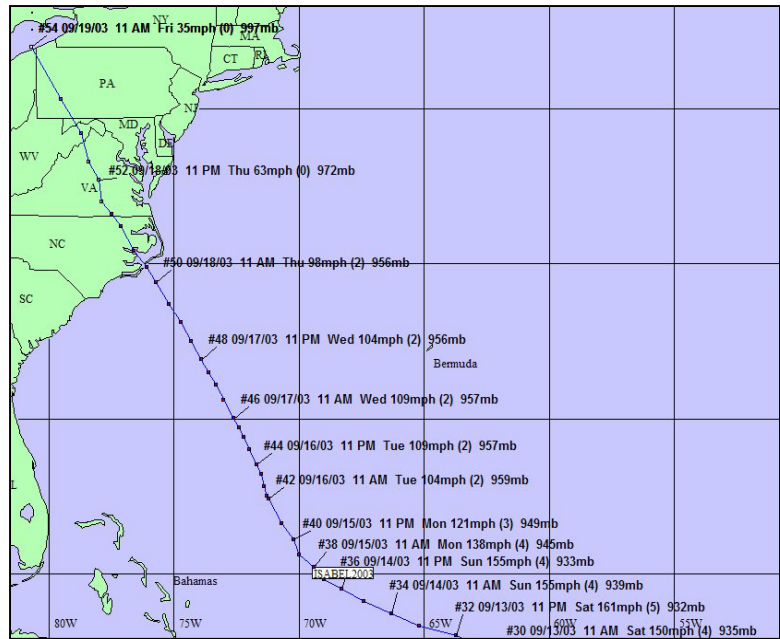 NY
#54 09/19/03 11 AM Fri 35mph (0) 997mb
MA
CT
RI
PA
NJ
MD
DE
WV
#52 09/18/03 11 PM Thu 63mph (0) 972mb
VA
NC
#50 09/18/03 11 AM Thu 98mph (2) 956mb
SC
#48 09/17/03 11 PM Wed 104mph (2) 956mb
Bermuda
#46 09/17/03 11 AM Wed 109mph (2) 957mb
#44 09/16/03 11 PM Tue 109mph (2) 957mb
#42 09/16/03 11 AM Tue 104mph (2) 959mb
L
#40 09/15/03 11 PM Mon 121mph (3) 949mb
#38 09/15/03 11 AM Mon 138mph (4) 945mb
#36 09/14/03 11 PM Sun 155mph (4) 933mb
ISABEL2003
Bahamas
#34 09/14/03 11 AM Sun 155mph (4) 939mb
#32 09/13/03 11 PM Sat 161mph (5) 932mb
80W 75W 70W 65W 60W 55W
#30 09/13/03 11 AM Sat 150mph (4) 935mb